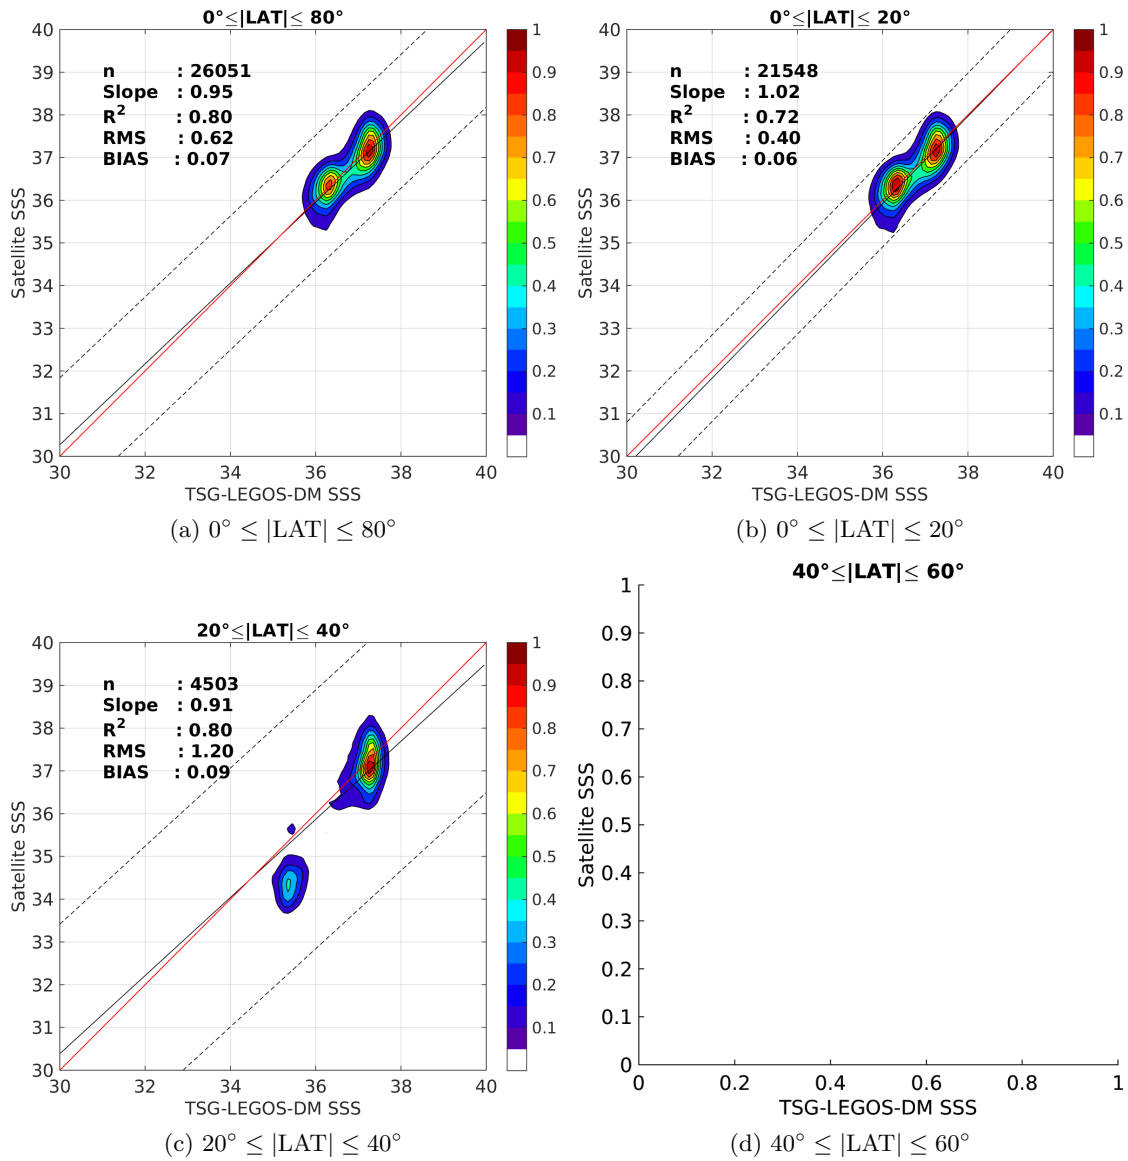 0°≤|LAT|≤ 80°
n : 26051
Slope : 0.95
R2 : 0.80
RMS : 0.62
BIAS : 0.07
40
39
38
37
36
35
34
33
32
31
30
Satellite SSS
30 32 34 36 38 40
TSG-LEGOS-DM SSS
1
0.9
0.8
0.7
0.6
0.5
0.4
0.3
0.2
0.1
(a) 0° ≤ |LAT| ≤ 80°
0°≤|LAT|≤ 20°
n : 21548
Slope : 1.02
R2 : 0.72
RMS : 0.40
BIAS : 0.06
40
39
38
37
36
35
34
33
32
31
30
Satellite SSS
30 32 34 36 38 40
TSG-LEGOS-DM SSS
1
0.9
0.8
0.7
0.6
0.5
0.4
0.3
0.2
0.1
(b) 0° ≤ |LAT| ≤ 20°
20°≤|LAT|≤ 40°
n : 4503
Slope : 0.91
R2 : 0.80
RMS : 1.20
BIAS : 0.09
40
39
38
37
36
35
34
33
32
31
30
Satellite SSS
30 32 34 36 38 40
TSG-LEGOS-DM SSS
1
0.9
0.8
0.7
0.6
0.5
0.4
0.3
0.2
0.1
(c) 20° ≤ |LAT| ≤ 40°
40°≤|LAT|≤ 60°
1
0.9
0.8
0.7
0.6
0.5
0.4
0.3
0.2
0.1
0
Satellite SSS
0 0.2 0.4 0.6 0.8 1
TSG-LEGOS-DM SSS
(d) 40° ≤ |LAT| ≤ 60°